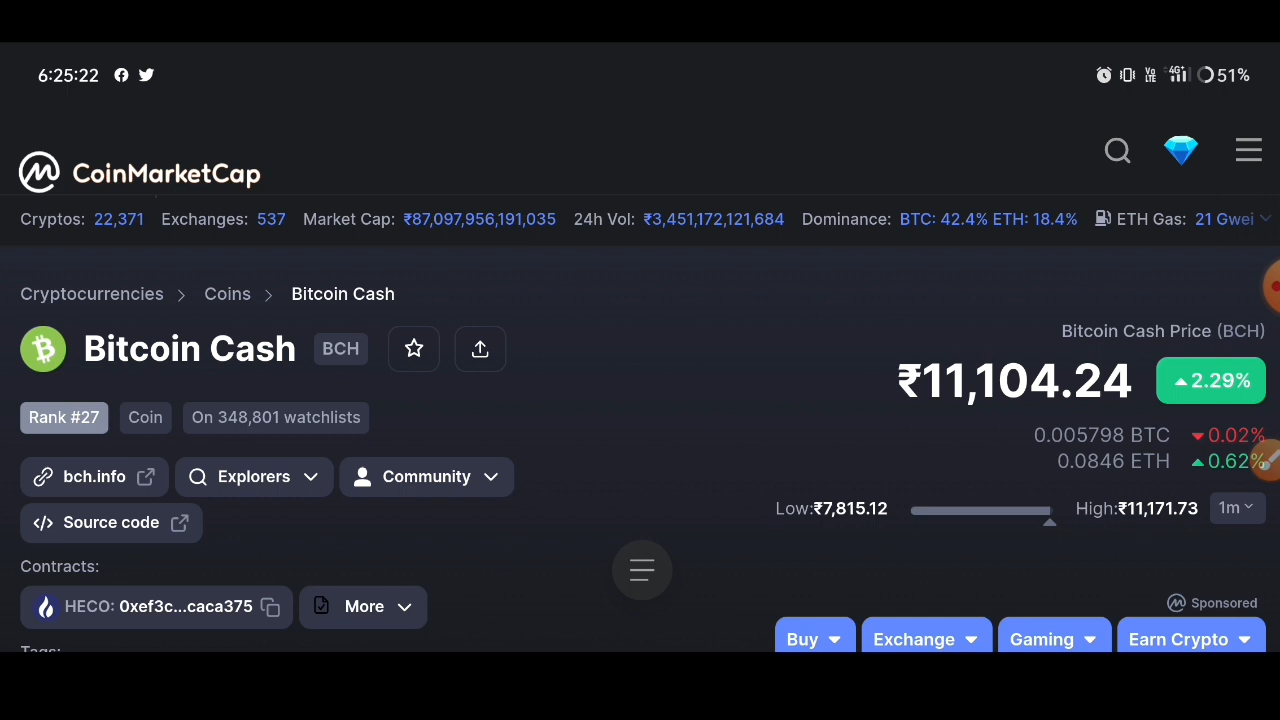 6:25:22 51%
CoinMarketCap
Cryptos: 22,371 Exchanges: 537 Market Cap: ₹87,097,956,191,035 24h Vol: ₹3,451,172,121,684 Dominance: BTC: 42.4% ETH: 18.4% ETH Gas: 21 Gwei
Cryptocurrencies > Coins > Bitcoin Cash
Bitcoin Cash Price (BCH)
Bitcoin Cash BCH
₹11,104.24 2.29%
Rank #27 Coin On 348,801 watchlists
0.005798 BTC 0.02%
0.0846 ETH 0.62%
bch.info Explorers Community
Low:₹7,815.12 High:₹11,171.73 1m
Source code
Contracts:
HECO: 0xef3c...caca375 More
Sponsored
Buy Exchange Gaming Earn Crypto
Tags: